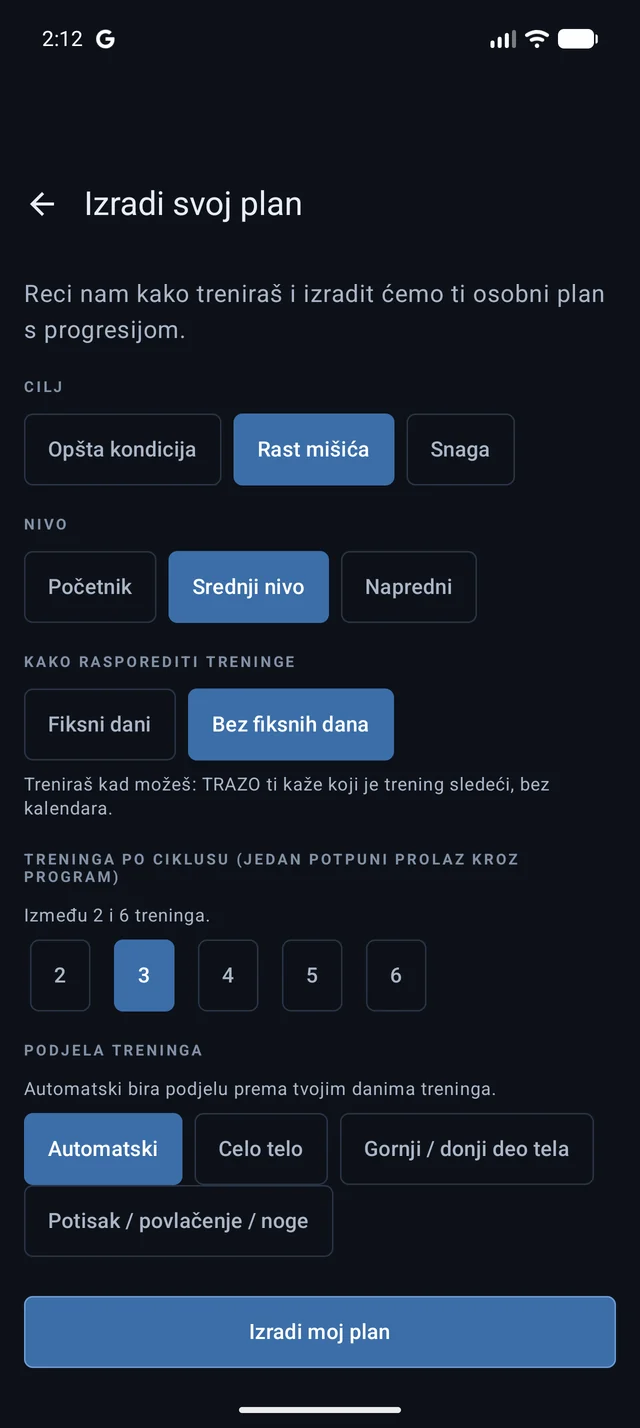 2:12 G
Izradi svoj plan
Reci nam kako treniraš i izradit ćemo ti osobni plan
s progresijom.
CILJ
Opšta kondicija Rast mišića Snaga
NIVO
Početnik Srednji nivo Napredni
KAKO RASPOREDITI TRENINGE
Fiksni dani Bez fiksnih dana
Treniraš kad možeš: TRAZO ti kaže koji je trening sledeći, bez
kalendara.
TRENINGA PO CIKLUSU (JEDAN POTPUNI PROLAZ KROZ
PROGRAM)
Između 2 i 6 treninga.
2 3 4 5 6
PODJELA TRENINGA
Automatski bira podjelu prema tvojim danima treninga.
Automatski Celo telo Gornji / donji deo tela
Potisak / povlačenje / noge
Izradi moj plan